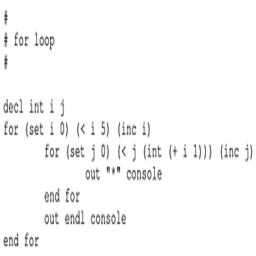 #
# for loop
#
decl int i j
for (set i 0) (< i 5) (inc i)
for (set j 0) (< j (int (+ i 1))) (inc j)
out "*" console
end for
out endl console
end for